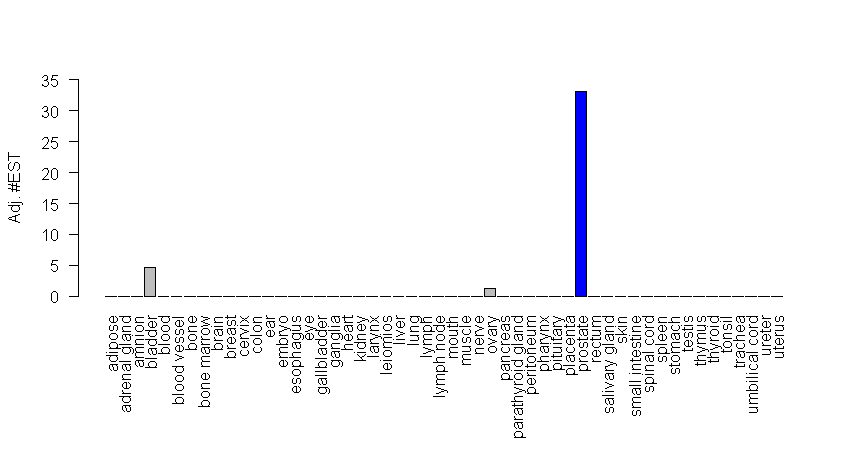 35
30
25
20
15
10
5
0
Adj. #EST
adipose
adrenal gland
amnion
bladder
blood
blood vessel
bone
bone marrow
brain
breast
cervix
colon
ear
embryo
esophagus
eye
gallbladder
ganglia
heart
kidney
larynx
leiomios
liver
lung
lymph
lymph node
mouth
muscle
nerve
ovary
pancreas
parathyroid gland
peritoneum
pharynx
pituitary
placenta
prostate
rectum
salivary gland
skin
small intestine
spinal cord
spleen
stomach
testis
thymus
thyroid
tonsil
trachea
umbilical cord
ureter
uterus